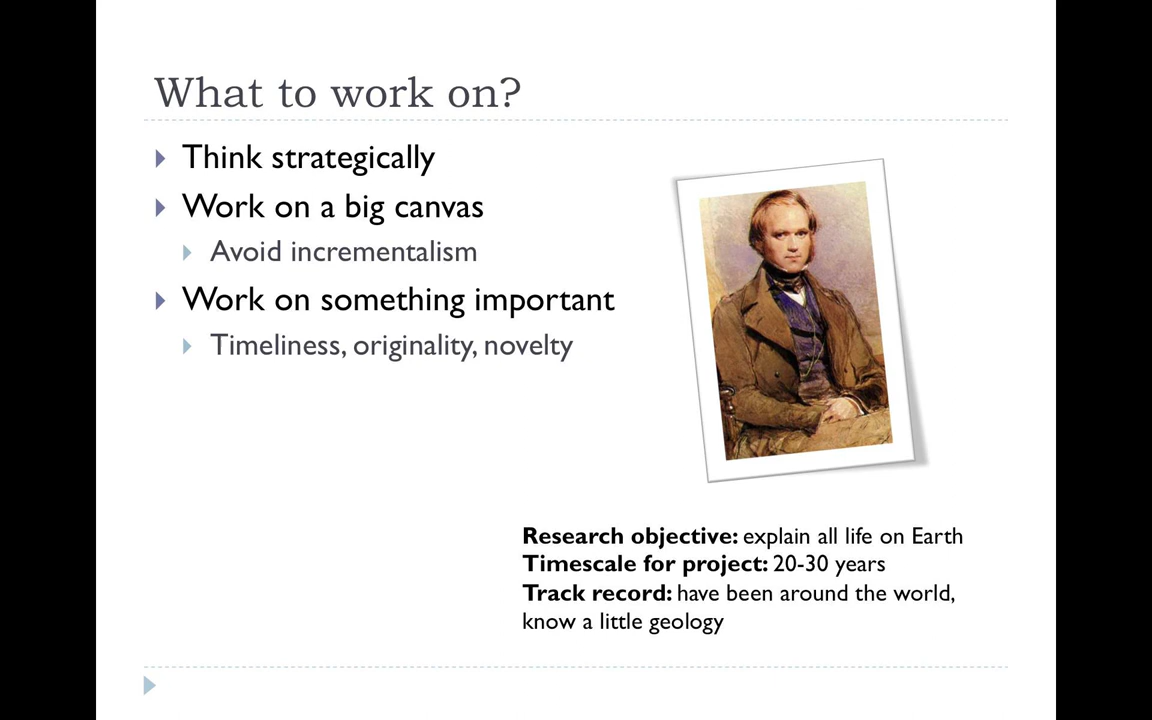 What to work on?
Think strategically
Work on a big canvas
Avoid incrementalism
Work on something important
Timeliness, originality, novelty
Research objective: explain all life on Earth
Timescale for project: 20-30 years
Track record: have been around the world,
know a little geology